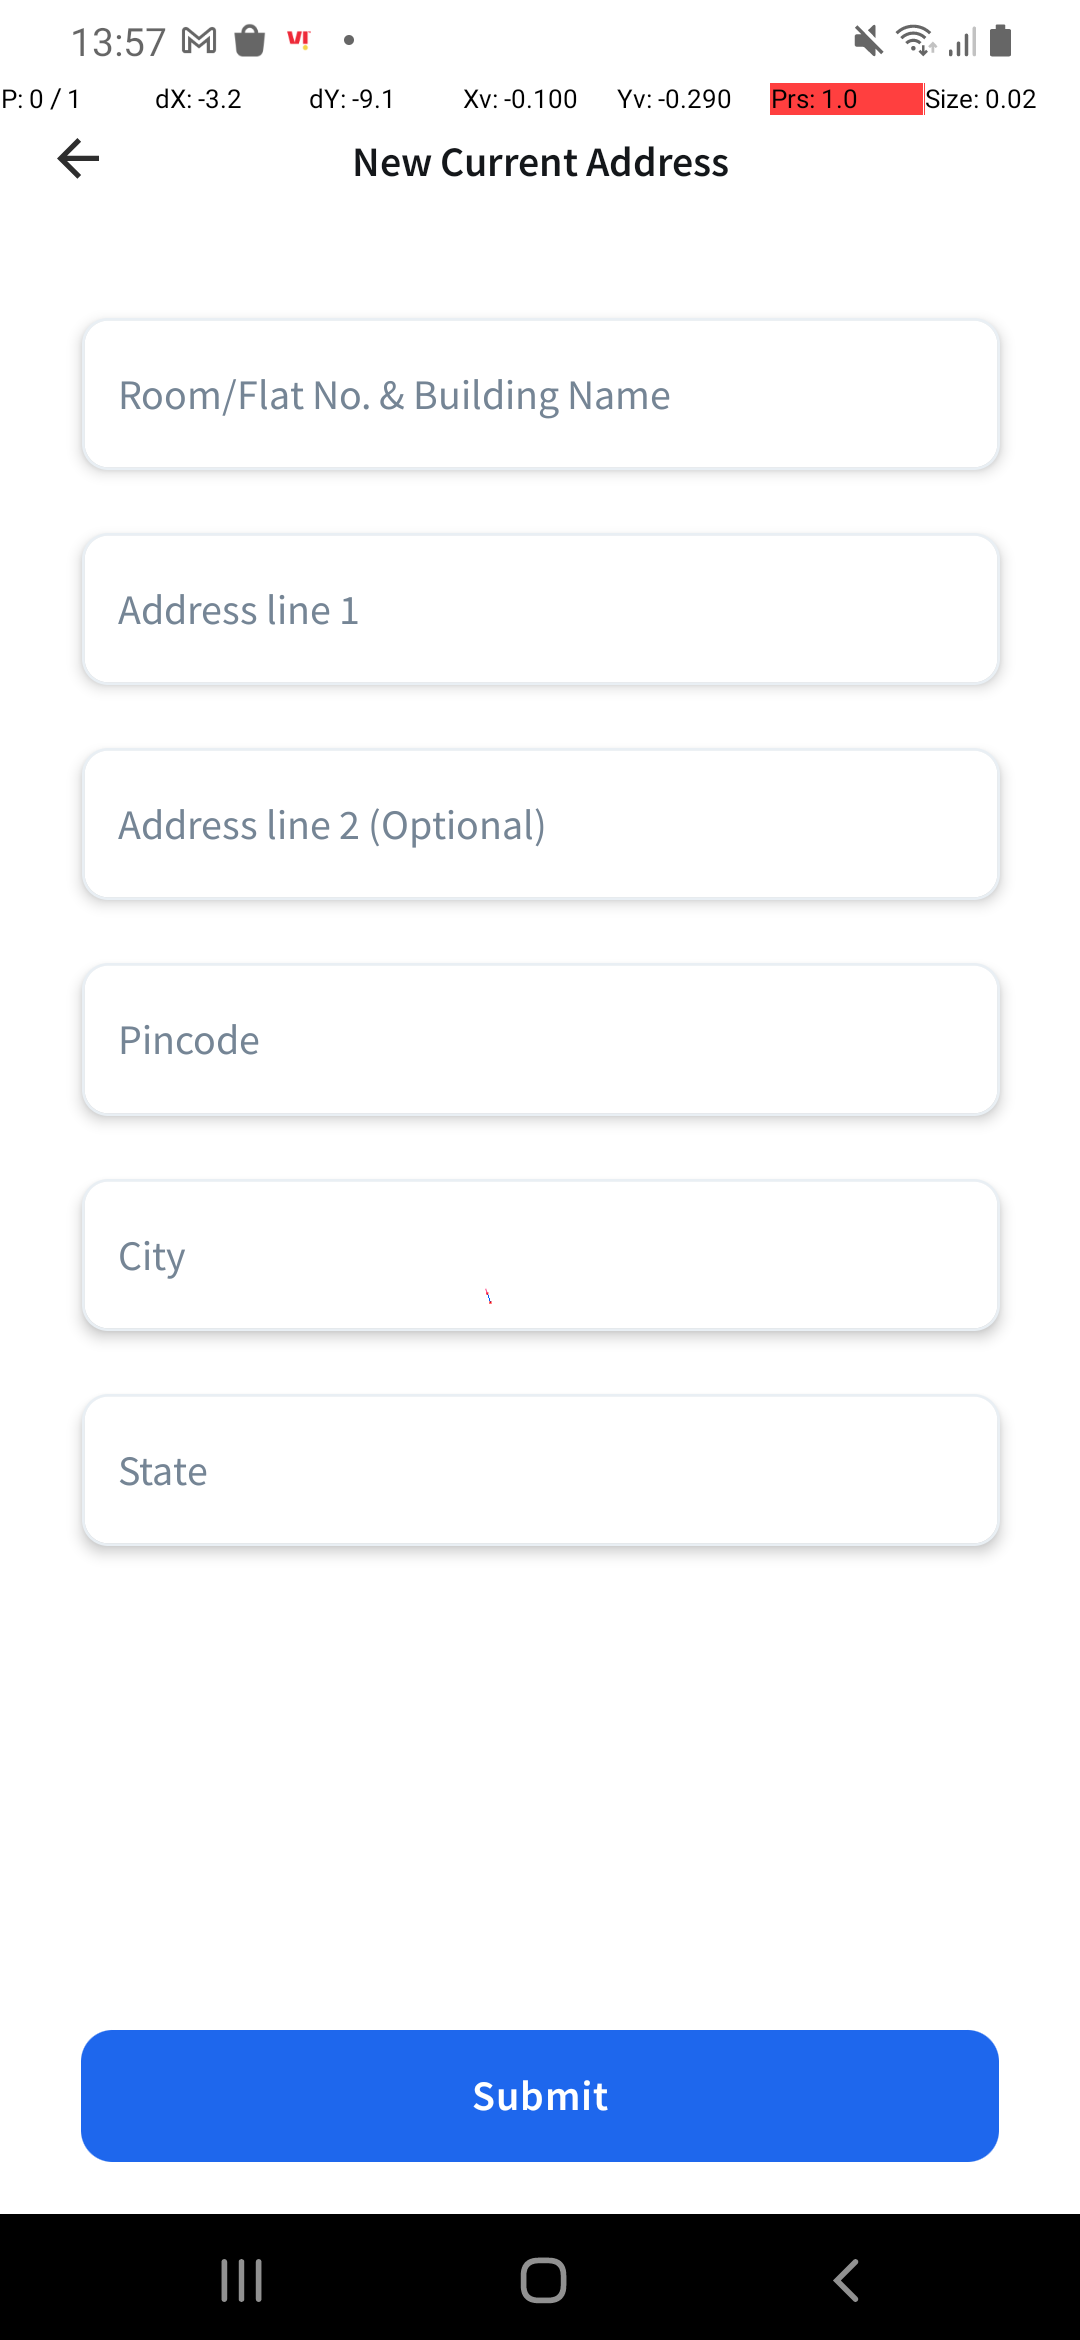 13:57
P: 0 / 1 dX: -3.2 dY: -9.1 Xv: -0.100 Yv: -0.290 Prs: 1.0 Size: 0.02
New Current Address
Room/Flat No. & Building Name
Address line 1
Address line 2 (Optional)
Pincode
City
State
Submit